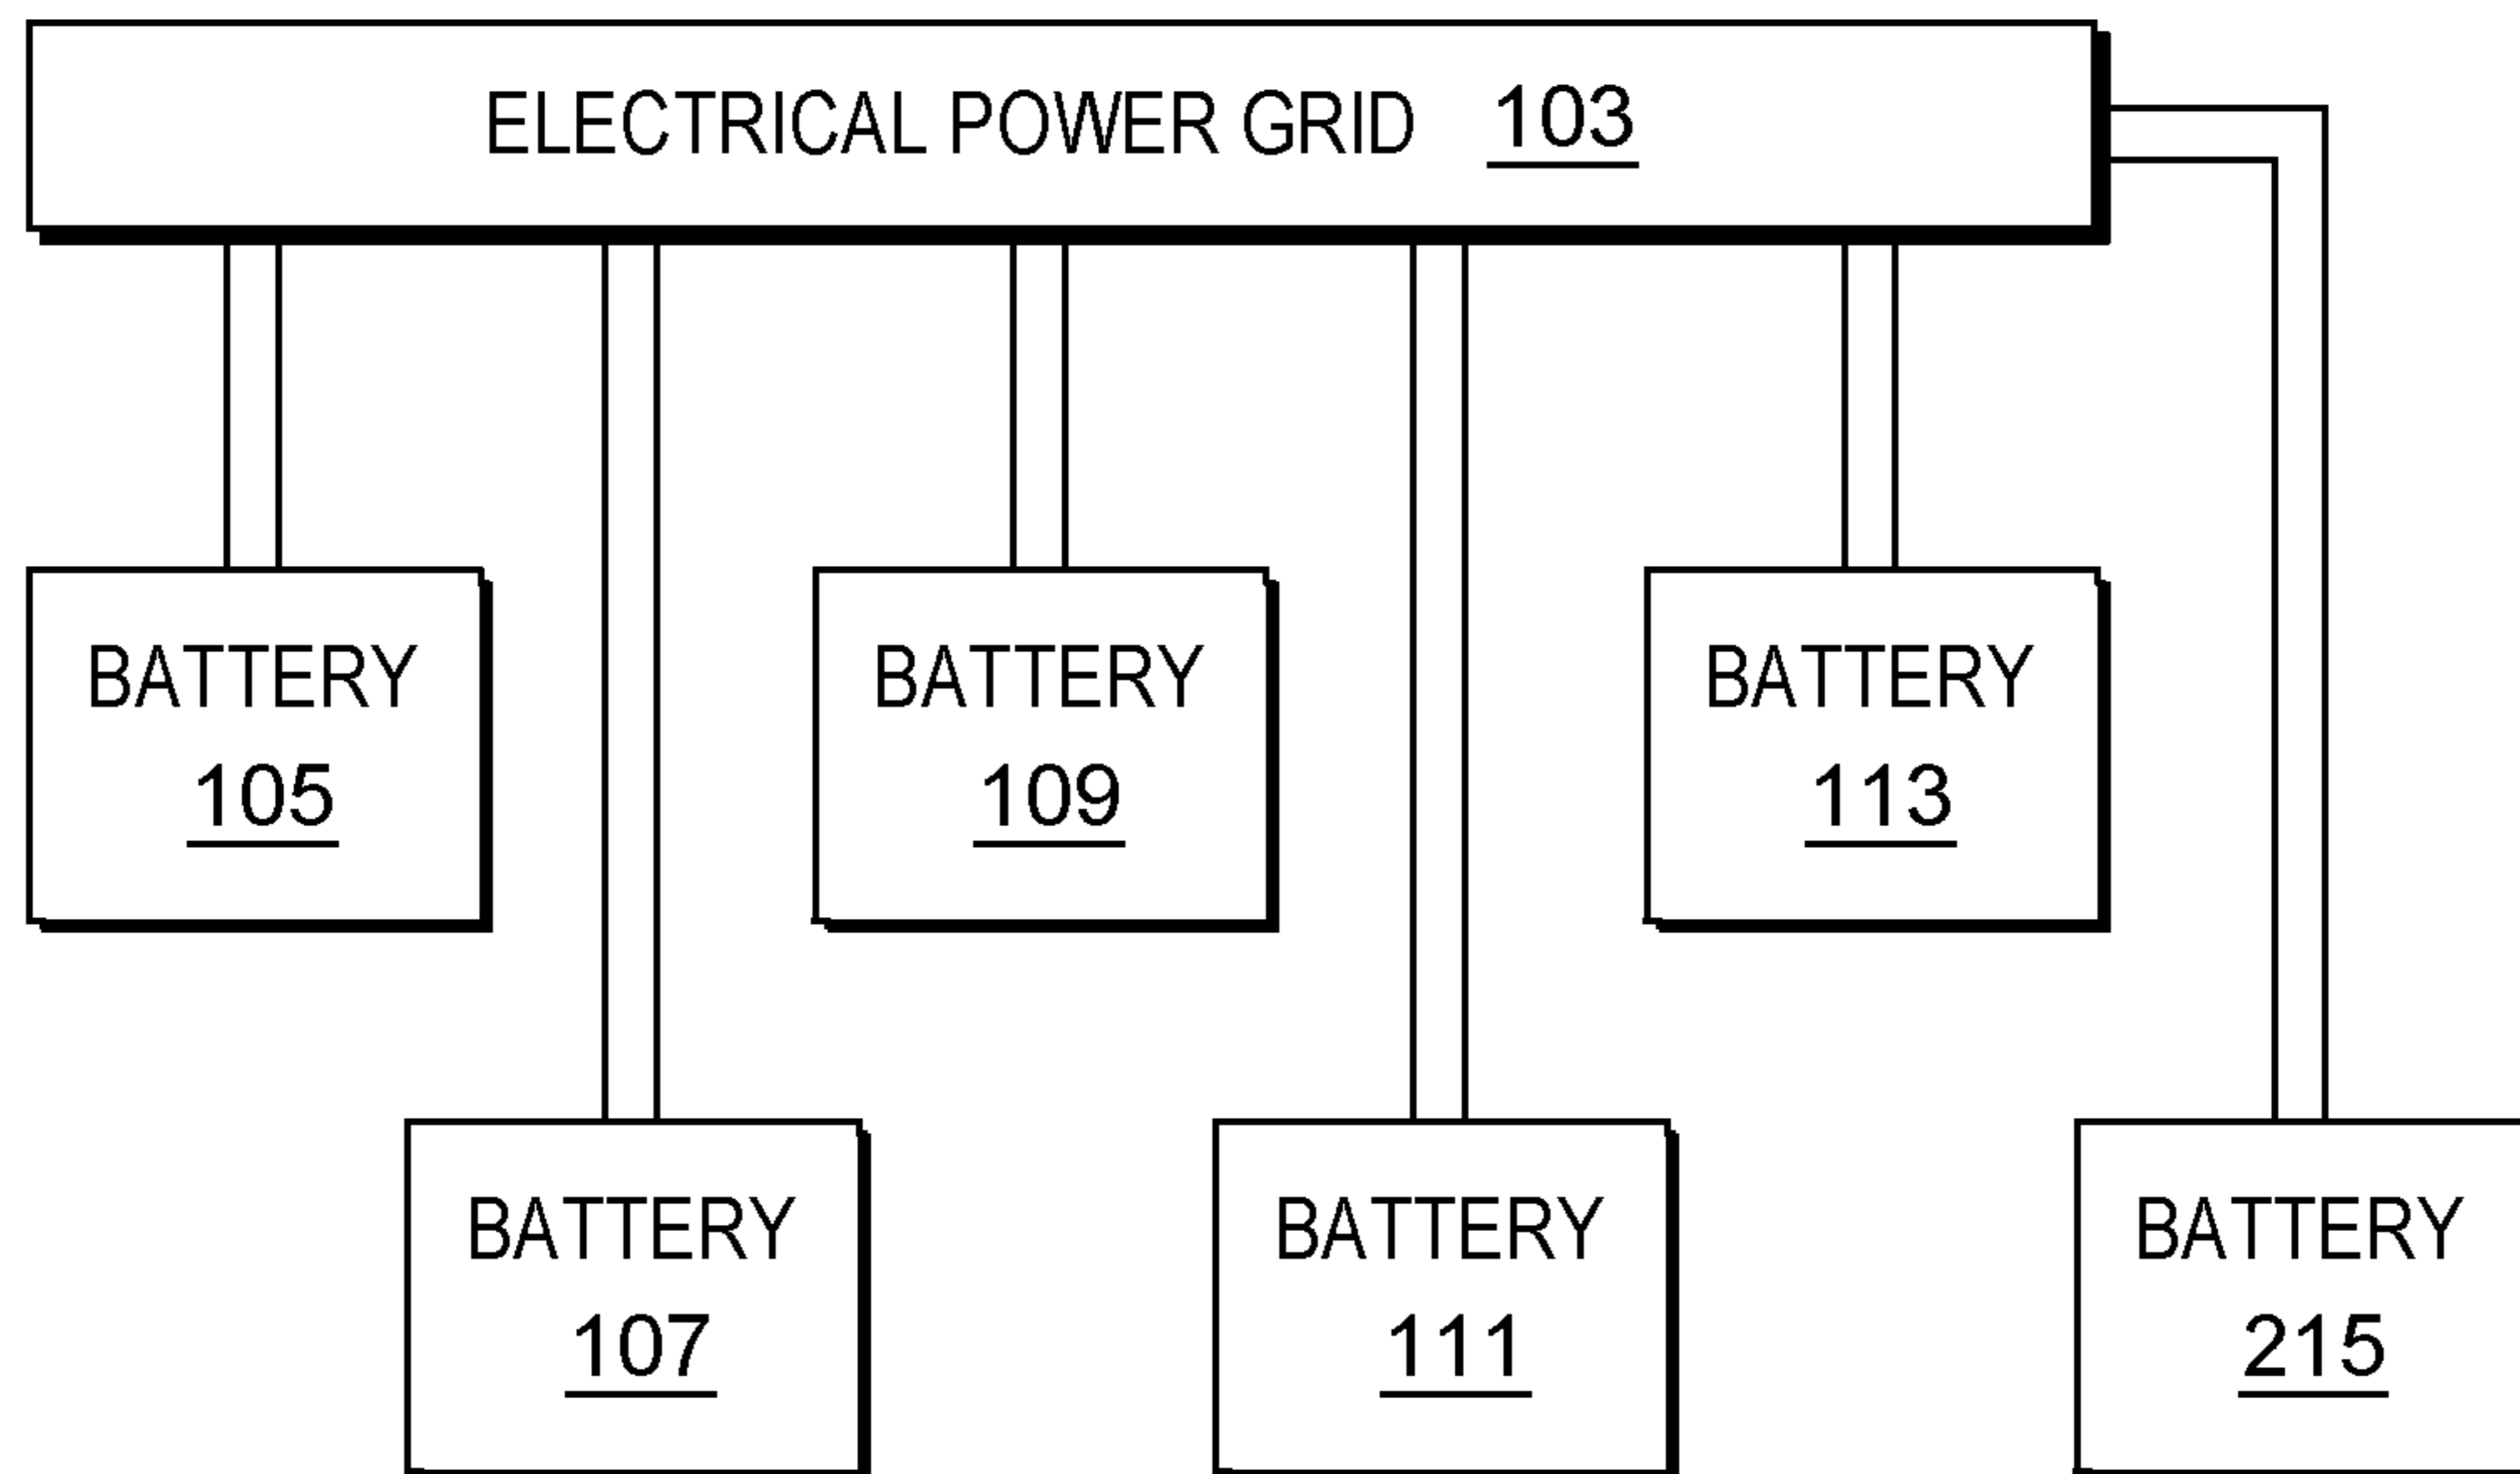 ELECTRICAL POWER GRID 103
BATTERY
105
BATTERY
109
BATTERY
113
BATTERY
107
BATTERY
111
BATTERY
215